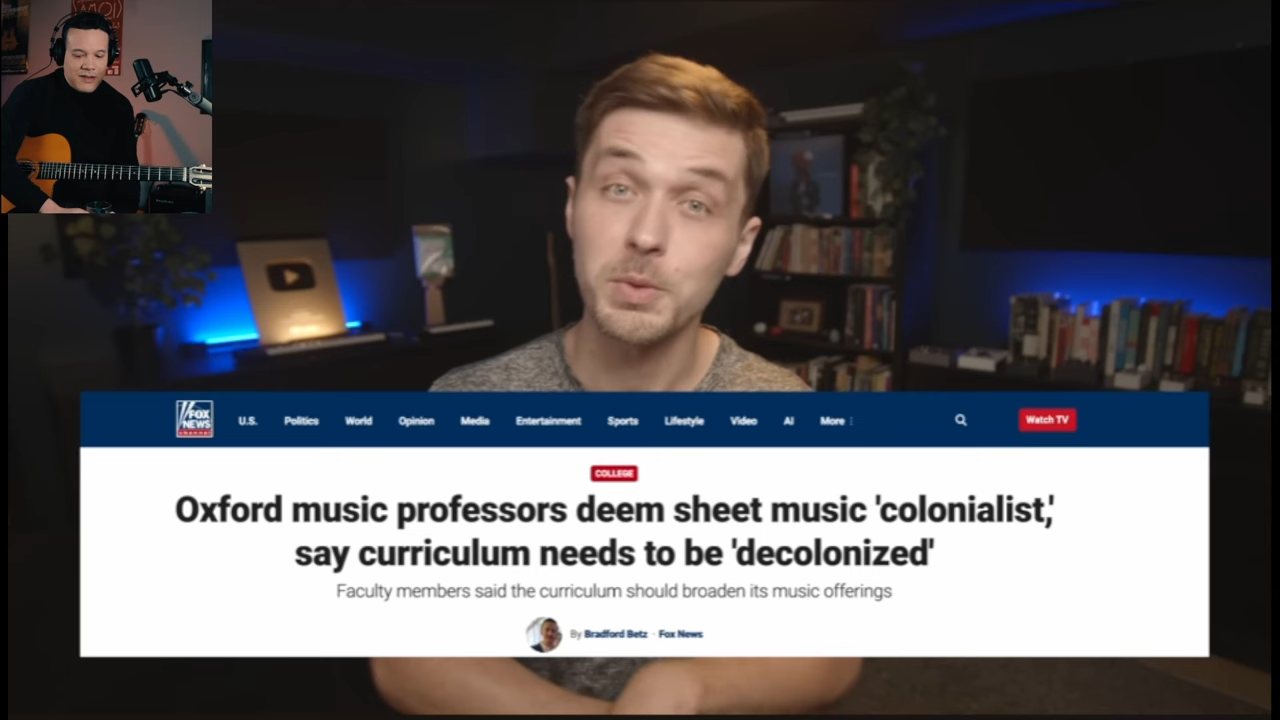 MOI
FOX
NEWS
channel
U.S. Politics World Opinion Media Entertainment Sports Lifestyle Video AI More Watch TV
COLLEGE
Oxford music professors deem sheet music 'colonialist,'
say curriculum needs to be 'decolonized'
Faculty members said the curriculum should broaden its music offerings
By Bradford Betz · Fox News